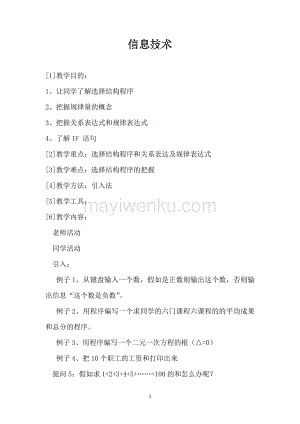 信息技术
[1]教学目的：
1、让同学了解选择结构程序
2、把握规律量的概念
3、把握关系表达式和规律表达式
4、了解 IF 语句
[2]教学重点：选择结构程序和关系表达及规律表达式
[3]教学难点：选择结构程序的把握
[4]教学方法：引入法
[5]教学工具：
mayiwenku.com
[6]教学内容：
老师活动
同学活动
引入：
例子 1、从键盘输入一个数，假如是正数则输出这个数，否则输
出信息“这个数是负数”。
例子 2、用程序编写一个求同学的六门课程六课程的的平均成果
和总分的程序。
例子 3、用程序编写一个二元一次方程的根（△=0）
例子 4、把 10 个职工的工资和打印出来
提问 5：假如求 1+2+3+4+5+……+100 的和怎么办呢？
1